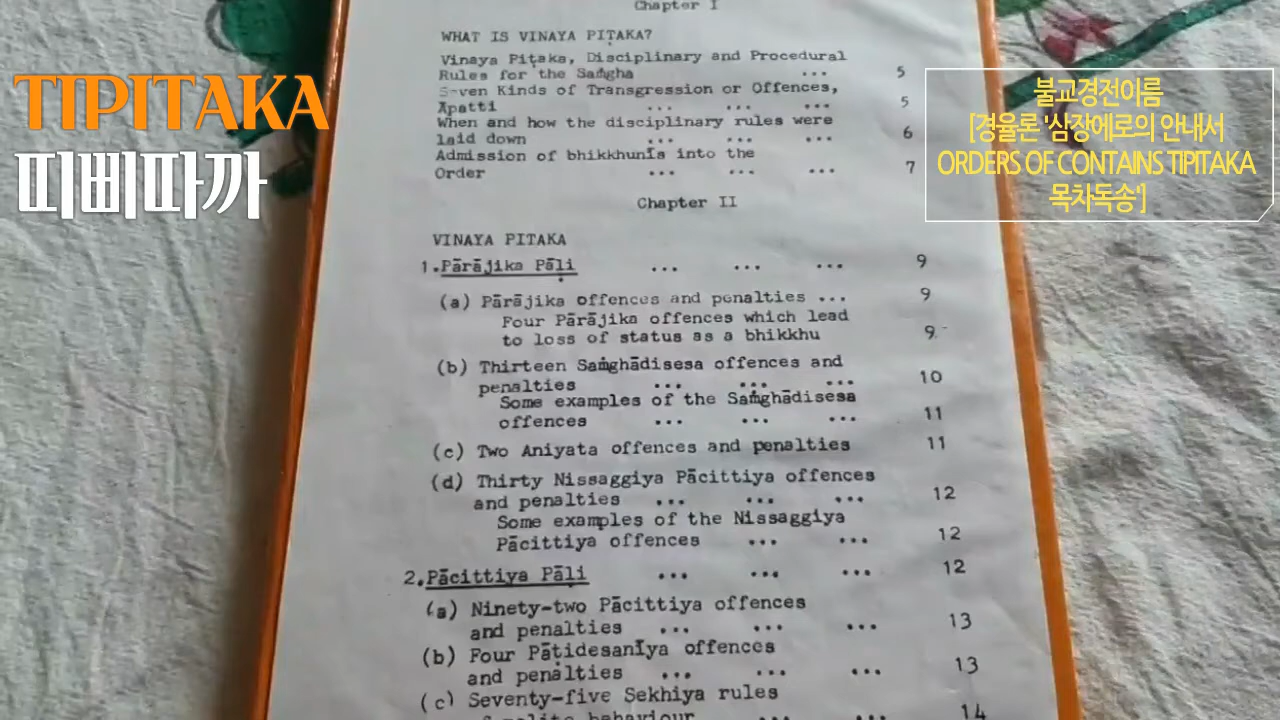 TIPITAKA
띠삐따까
불교경전이름
[경율론 '삼장에로의 안내서
ORDERS OF CONTAINS TIPITAKA
목차독송']
Chapter I
WHAT IS VINAYA PIṬAKA?
Vinaya Piṭaka, Disciplinary and Procedural
Rules for the Saṁgha ... 5
Seven Kinds of Transgression or Offences,
Āpatti ... ... ... 5
When and how the disciplinary rules were
laid down ... ... ... 6
Admission of bhikkhunīs into the
Order ... ... ... 7
Chapter II
VINAYA PITAKA
1.Pārājika Pāḷi ... ... ... 9
(a) Pārājika offences and penalties ... 9
Four Pārājika offences which lead
to loss of status as a bhikkhu 9
(b) Thirteen Saṁghādisesa offences and
penalties ... ... ... 10
Some examples of the Saṁghādisesa
offences ... ... ... 11
(c) Two Aniyata offences and penalties 11
(d) Thirty Nissaggiya Pācittiya offences
and penalties ... ... ... 12
Some examples of the Nissaggiya
Pācittiya offences ... ... 12
2.Pācittiya Pāḷi ... ... ... 12
(a) Ninety-two Pācittiya offences
and penalties ... ... ... 13
(b) Four Pāṭidesanīya offences
and penalties ... ... ... 13
(c) Seventy-five Sekhiya rules
of polite behaviour ... ... 14